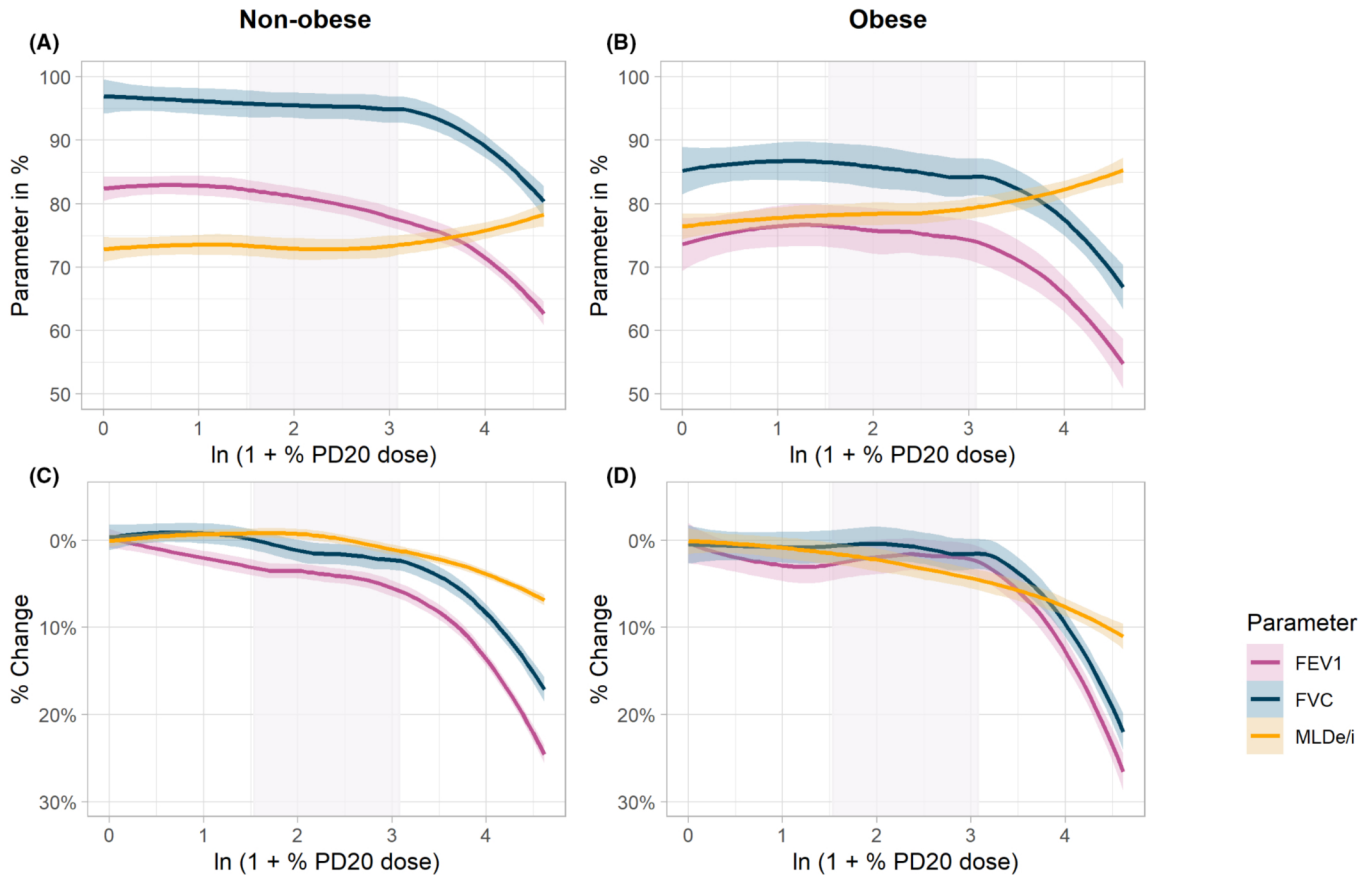 Non-obese
Obese
(A)
(B)
100
90
80
70
60
50
Parameter in %
0 1 2 3 4
ln (1 + % PD20 dose)
100
90
80
70
60
50
Parameter in %
0 1 2 3 4
ln (1 + % PD20 dose)
(C)
(D)
0%
10%
20%
30%
% Change
0 1 2 3 4
ln (1 + % PD20 dose)
0%
10%
20%
30%
% Change
0 1 2 3 4
ln (1 + % PD20 dose)
Parameter
FEV1
FVC
MLDe/i